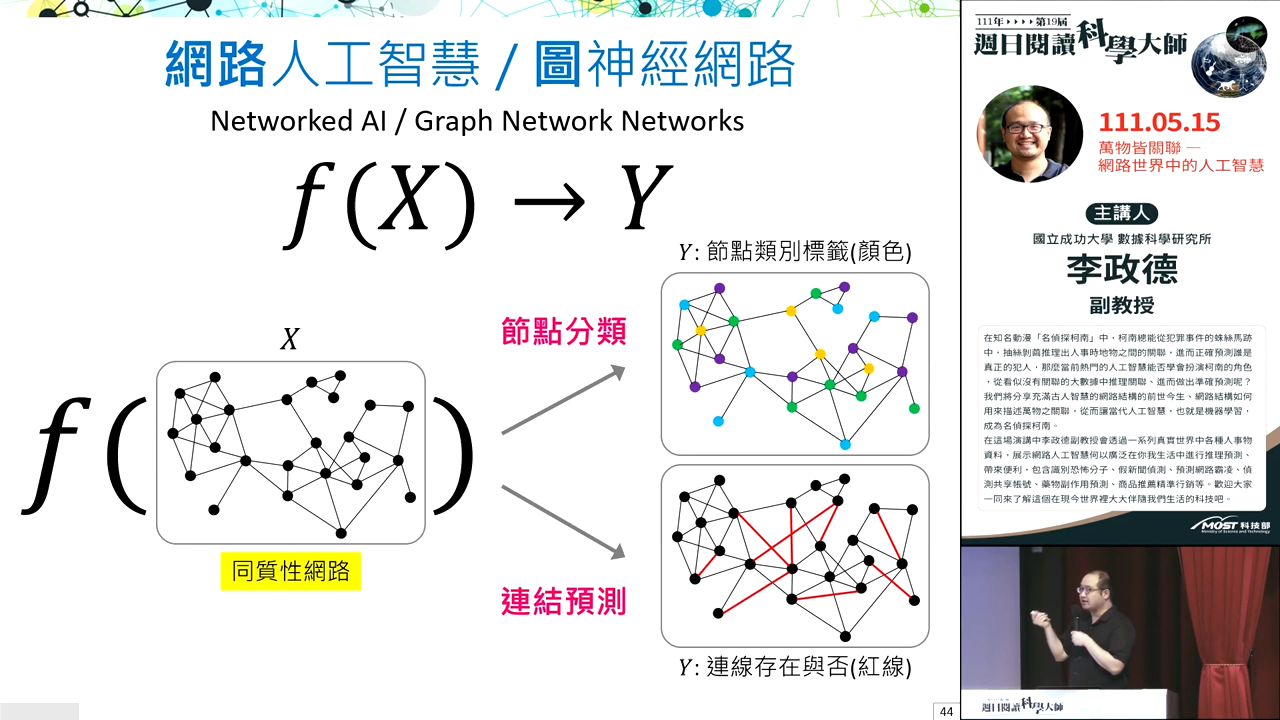 網路人工智慧 / 圖神經網路
Networked AI / Graph Network Networks
f(X) → Y
Y: 節點類別標籤(顏色)
節點分類
X
f( )
同質性網路
連結預測
Y: 連線存在與否(紅線)
44
111年 第19屆
週日閱讀科學大師
111.05.15
萬物皆關聯 —
網路世界中的人工智慧
主講人
國立成功大學 數據科學研究所
李政德
副教授
在知名動漫「名偵探柯南」中，柯南總能從犯罪事件的蛛絲馬跡
中，抽絲剝繭推理出人事時地物之間的關聯，進而正確預測誰是
真正的犯人，那麼當前熱門的人工智慧能否學會扮演柯南的角色
，從看似沒有關聯的大數據中推理關聯、進而做出準確預測呢？
我們將分享充滿古人智慧的網路結構的前世今生、網路結構如何
用來描述萬物之關聯，從而讓當代人工智慧，也就是機器學習，
成為名偵探柯南。
在這場演講中李政德副教授會透過一系列真實世界中各種人事物
資料，展示網路人工智慧何以廣泛在你我生活中進行推理預測、
帶來便利，包含識別恐怖分子、假新聞偵測、預測網路霸凌、偵
測共享帳號、藥物副作用預測、商品推薦精準行銷等。歡迎大家
一同來了解這個在現今世界裡大大伴隨我們生活的科技吧。
MOST 科技部
Ministry of Science and Technology
週日閱讀科學大師